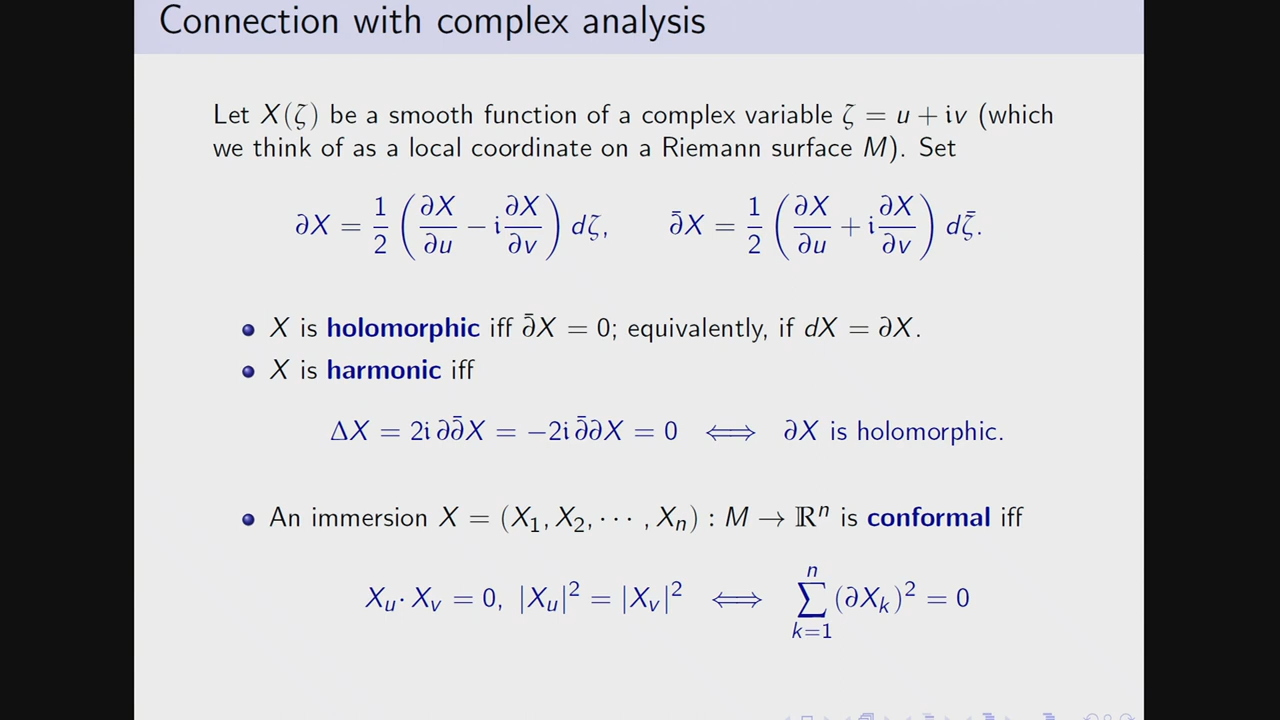 Connection with complex analysis
Let X(ζ) be a smooth function of a complex variable ζ = u + iv (which
we think of as a local coordinate on a Riemann surface M). Set
∂X = 1/2 (∂X/∂u − i ∂X/∂v) dζ, ∂̄X = 1/2 (∂X/∂u + i ∂X/∂v) dζ̄.
X is holomorphic iff ∂̄X = 0; equivalently, if dX = ∂X.
X is harmonic iff
ΔX = 2i ∂∂̄X = −2i ∂̄∂X = 0 ⟺ ∂X is holomorphic.
An immersion X = (X₁, X₂, ⋯ , Xₙ) : M → ℝⁿ is conformal iff
Xᵤ · Xᵥ = 0, |Xᵤ|² = |Xᵥ|² ⟺ ∑_{k=1}^{n} (∂Xₖ)² = 0